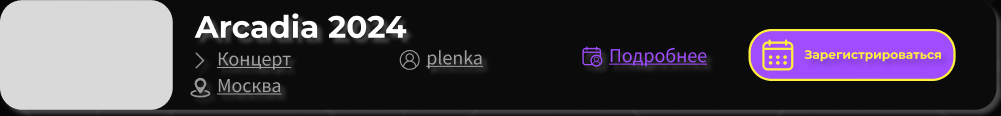 Arcadia 2024
Концерт
plenka
Подробнее
Зарегистрироваться
Москва